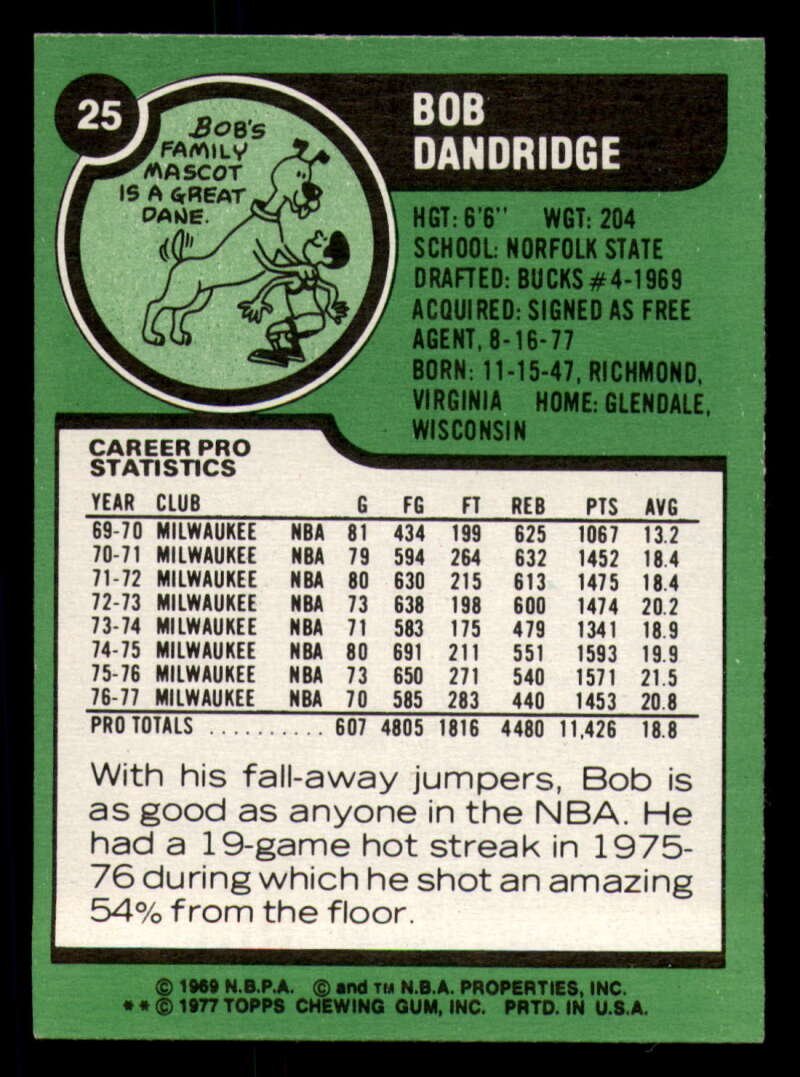 25
BOB'S
FAMILY
MASCOT
IS A GREAT
DANE.
BOB
DANDRIDGE
HGT: 6'6" WGT: 204
SCHOOL: NORFOLK STATE
DRAFTED: BUCKS #4-1969
ACQUIRED: SIGNED AS FREE
AGENT, 8-16-77
BORN: 11-15-47, RICHMOND,
VIRGINIA HOME: GLENDALE,
WISCONSIN
CAREER PRO
STATISTICS
YEAR CLUB G FG FT REB PTS AVG
69-70 MILWAUKEE NBA 81 434 199 625 1067 13.2
70-71 MILWAUKEE NBA 79 594 264 632 1452 18.4
71-72 MILWAUKEE NBA 80 630 215 613 1475 18.4
72-73 MILWAUKEE NBA 73 638 198 600 1474 20.2
73-74 MILWAUKEE NBA 71 583 175 479 1341 18.9
74-75 MILWAUKEE NBA 80 691 211 551 1593 19.9
75-76 MILWAUKEE NBA 73 650 271 540 1571 21.5
76-77 MILWAUKEE NBA 70 585 283 440 1453 20.8
PRO TOTALS .......... 607 4805 1816 4480 11,426 18.8
With his fall-away jumpers, Bob is
as good as anyone in the NBA. He
had a 19-game hot streak in 1975-
76 during which he shot an amazing
54% from the floor.
© 1969 N.B.P.A. © and TM N.B.A. PROPERTIES, INC.
** © 1977 TOPPS CHEWING GUM, INC. PRTD. IN U.S.A.